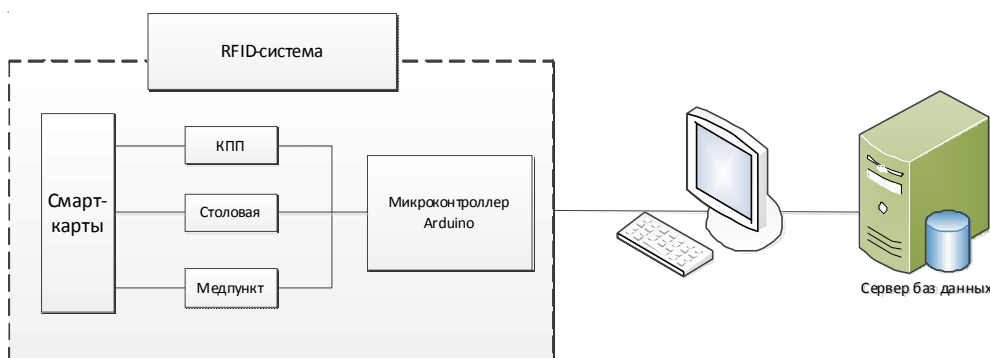 RFID-система
КПП
Смарт-
карты
Столовая
Микроконтроллер
Arduino
Медпункт
Сервер баз данных